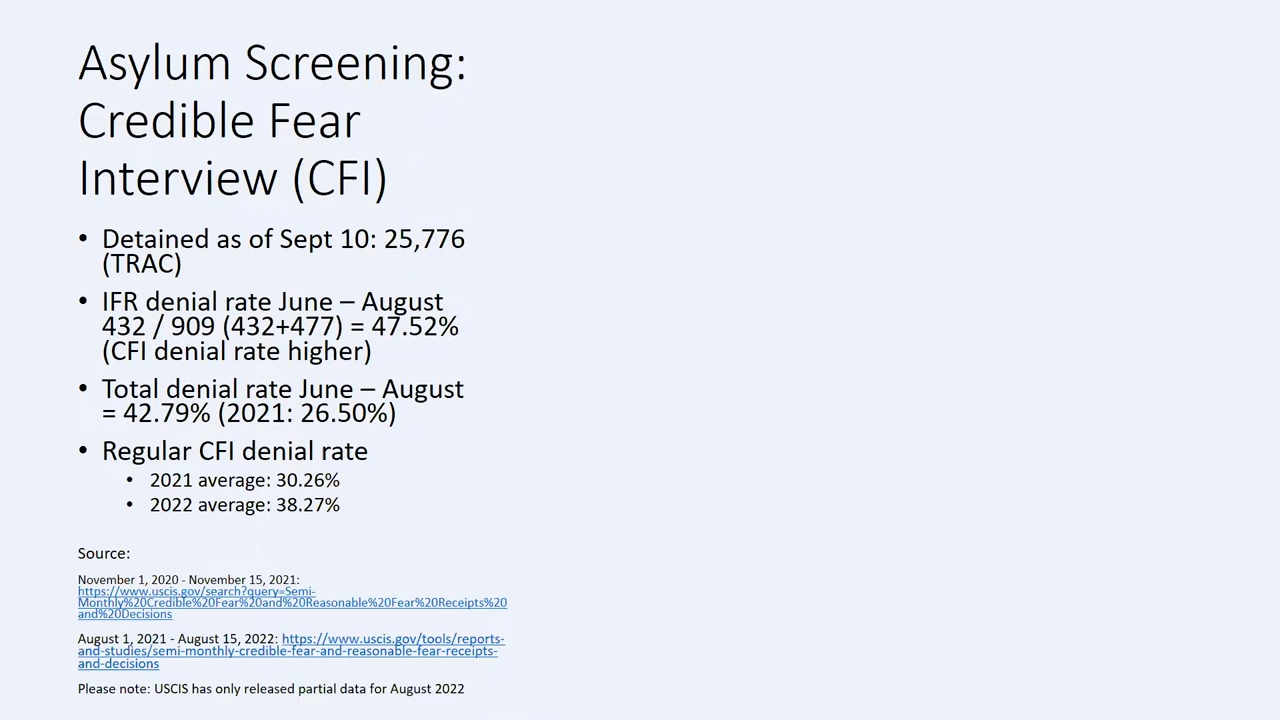 Asylum Screening:
Credible Fear
Interview (CFI)
• Detained as of Sept 10: 25,776
(TRAC)
• IFR denial rate June – August
432 / 909 (432+477) = 47.52%
(CFI denial rate higher)
• Total denial rate June – August
= 42.79% (2021: 26.50%)
• Regular CFI denial rate
• 2021 average: 30.26%
• 2022 average: 38.27%
Source:
November 1, 2020 - November 15, 2021:
https://www.uscis.gov/search?query=Semi-
Monthly%20Credible%20Fear%20and%20Reasonable%20Fear%20Receipts%20
and%20Decisions
August 1, 2021 - August 15, 2022: https://www.uscis.gov/tools/reports-
and-studies/semi-monthly-credible-fear-and-reasonable-fear-receipts-
and-decisions
Please note: USCIS has only released partial data for August 2022